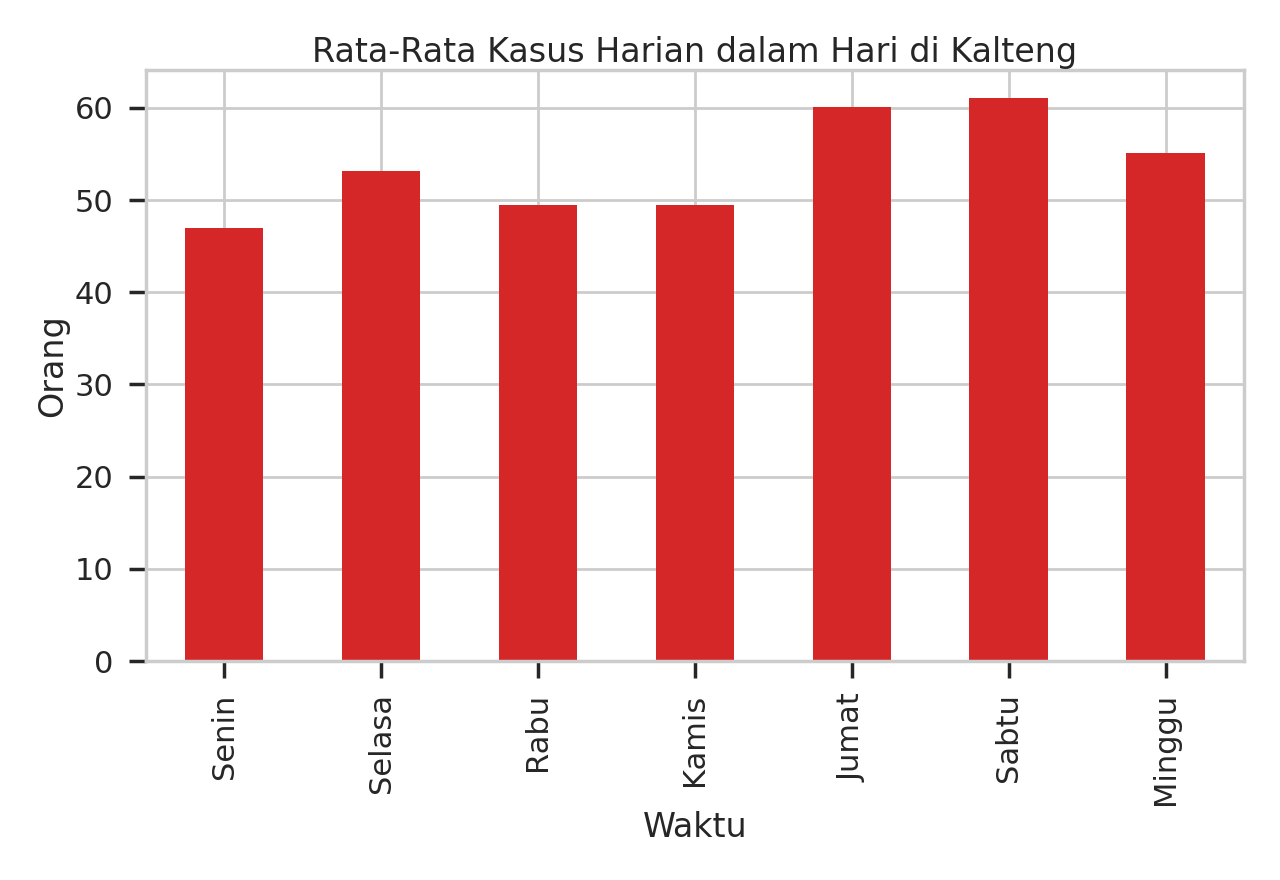 Rata-Rata Kasus Harian dalam Hari di Kalteng
60
50
40
30
20
10
0
Orang
Senin
Selasa
Rabu
Kamis
Jumat
Sabtu
Minggu
Waktu